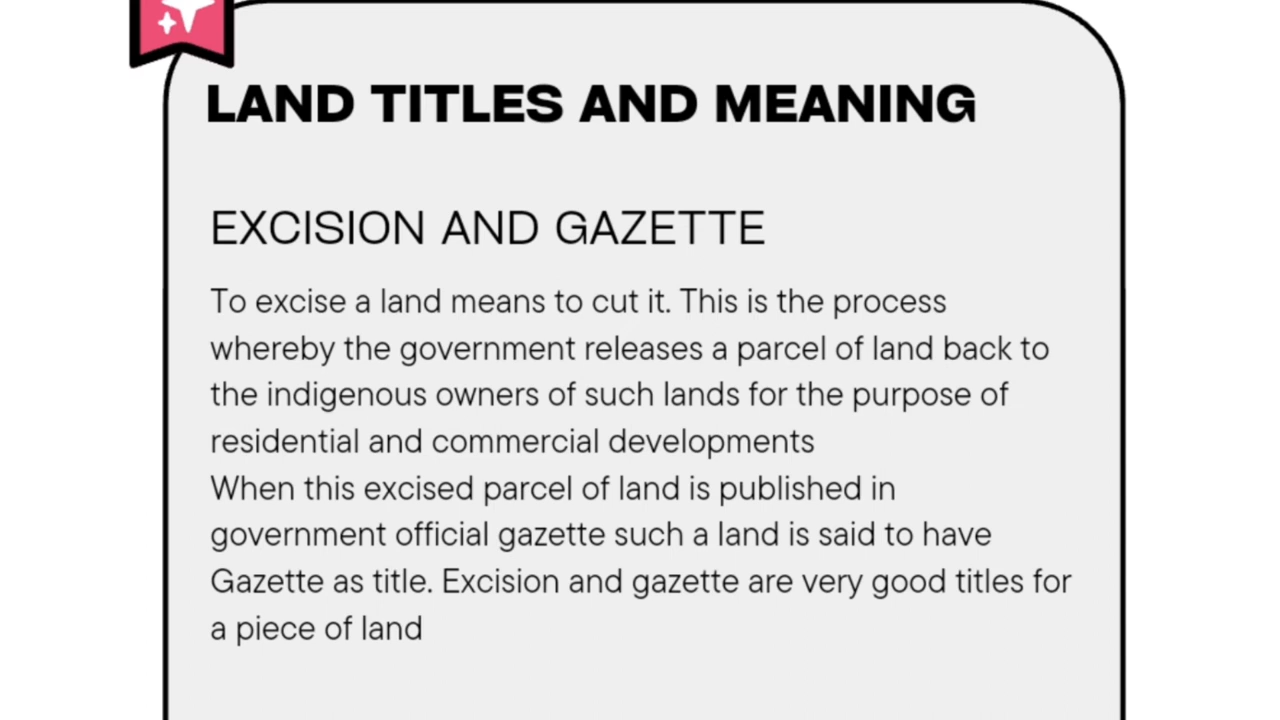 LAND TITLES AND MEANING
EXCISION AND GAZETTE
To excise a land means to cut it. This is the process
whereby the government releases a parcel of land back to
the indigenous owners of such lands for the purpose of
residential and commercial developments
When this excised parcel of land is published in
government official gazette such a land is said to have
Gazette as title. Excision and gazette are very good titles for
a piece of land